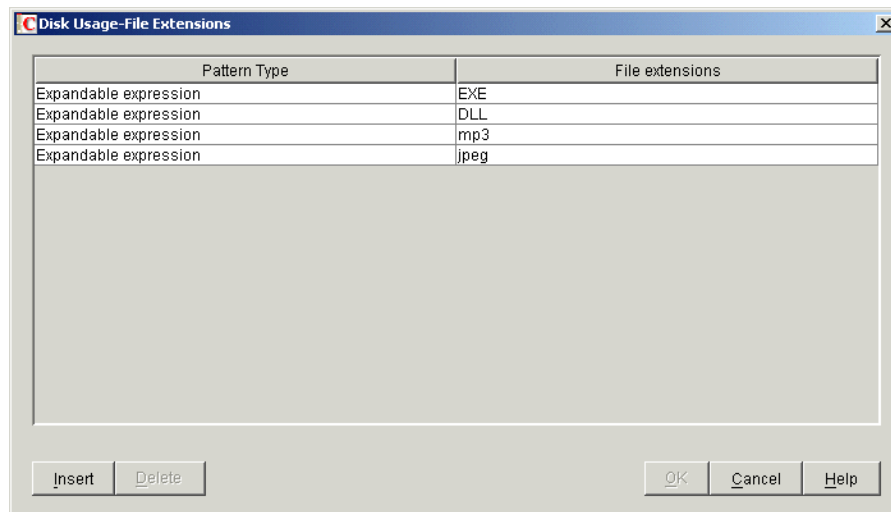 Disk Usage-File Extensions
Pattern Type File extensions
Expandable expression EXE
Expandable expression DLL
Expandable expression mp3
Expandable expression jpeg
Insert Delete OK Cancel Help